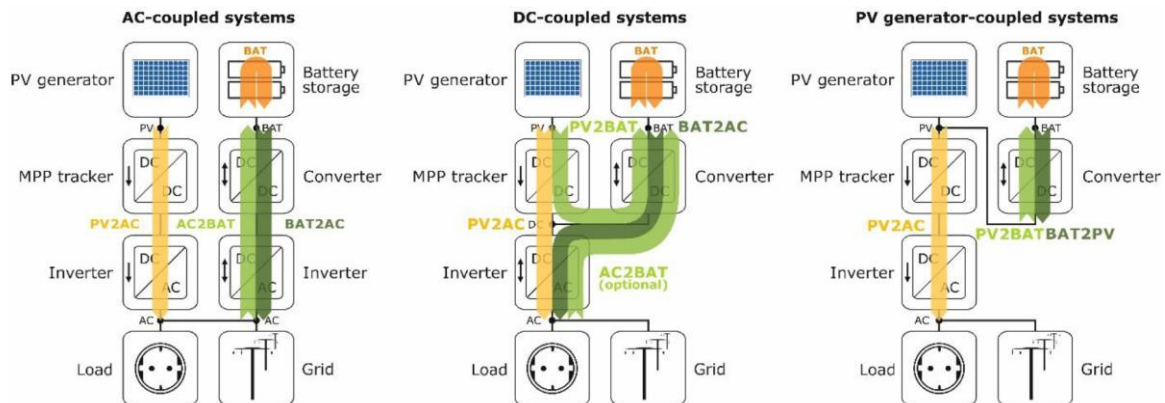 AC-coupled systems
BAT
PV generator
Battery
storage
PV
BAT
DC
DC
DC
DC
MPP tracker
Converter
PV2AC
AC2BAT
BAT2AC
DC
AC
DC
AC
Inverter
Inverter
AC
AC
Load
Grid
DC-coupled systems
BAT
PV generator
Battery
storage
PV
PV2BAT
BAT
BAT2AC
DC
DC
DC
DC
MPP tracker
Converter
PV2AC
DC
DC
AC
Inverter
AC2BAT
(optional)
AC
Load
Grid
PV generator-coupled systems
BAT
PV generator
Battery
storage
PV
BAT
DC
DC
DC
DC
MPP tracker
Converter
PV2AC
PV2BAT
BAT2PV
DC
AC
Inverter
AC
Load
Grid